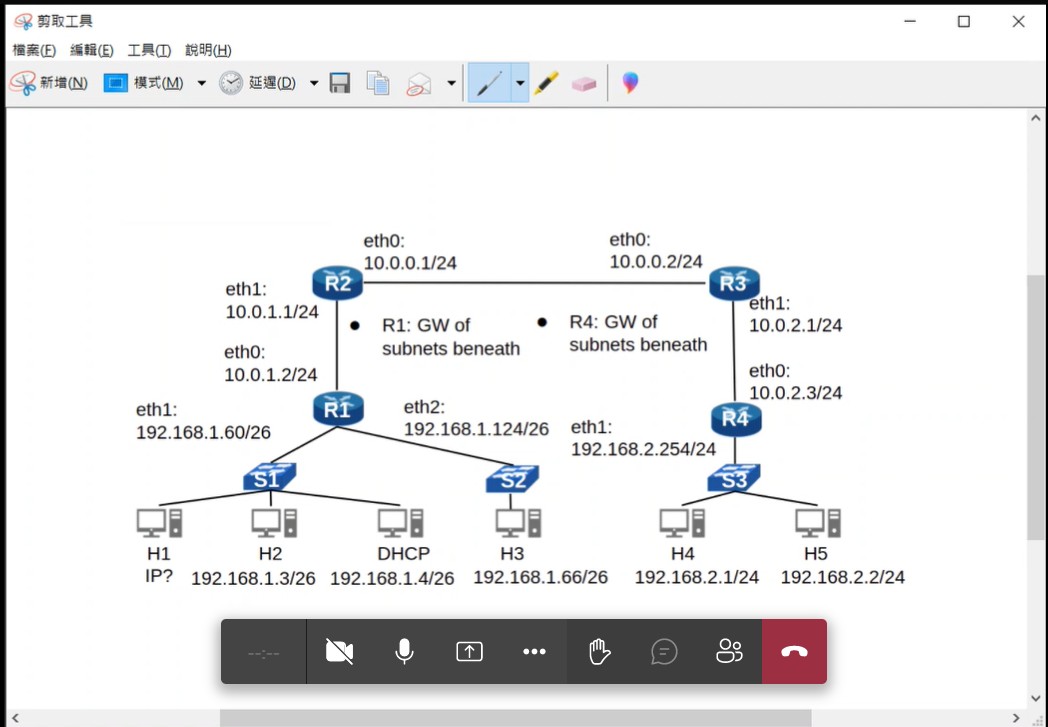 剪取工具
檔案(F) 編輯(E) 工具(T) 說明(H)
新增(N) 模式(M) 延遲(D)
eth0:
10.0.0.1/24
eth0:
10.0.0.2/24
R2
R3
eth1:
10.0.1.1/24
eth1:
10.0.2.1/24
● R1: GW of
subnets beneath
● R4: GW of
subnets beneath
eth0:
10.0.1.2/24
eth0:
10.0.2.3/24
R1
R4
eth1:
192.168.1.60/26
eth2:
192.168.1.124/26
eth1:
192.168.2.254/24
S1
S2
S3
H1
IP?
H2
192.168.1.3/26
DHCP
192.168.1.4/26
H3
192.168.1.66/26
H4
192.168.2.1/24
H5
192.168.2.2/24
--:--